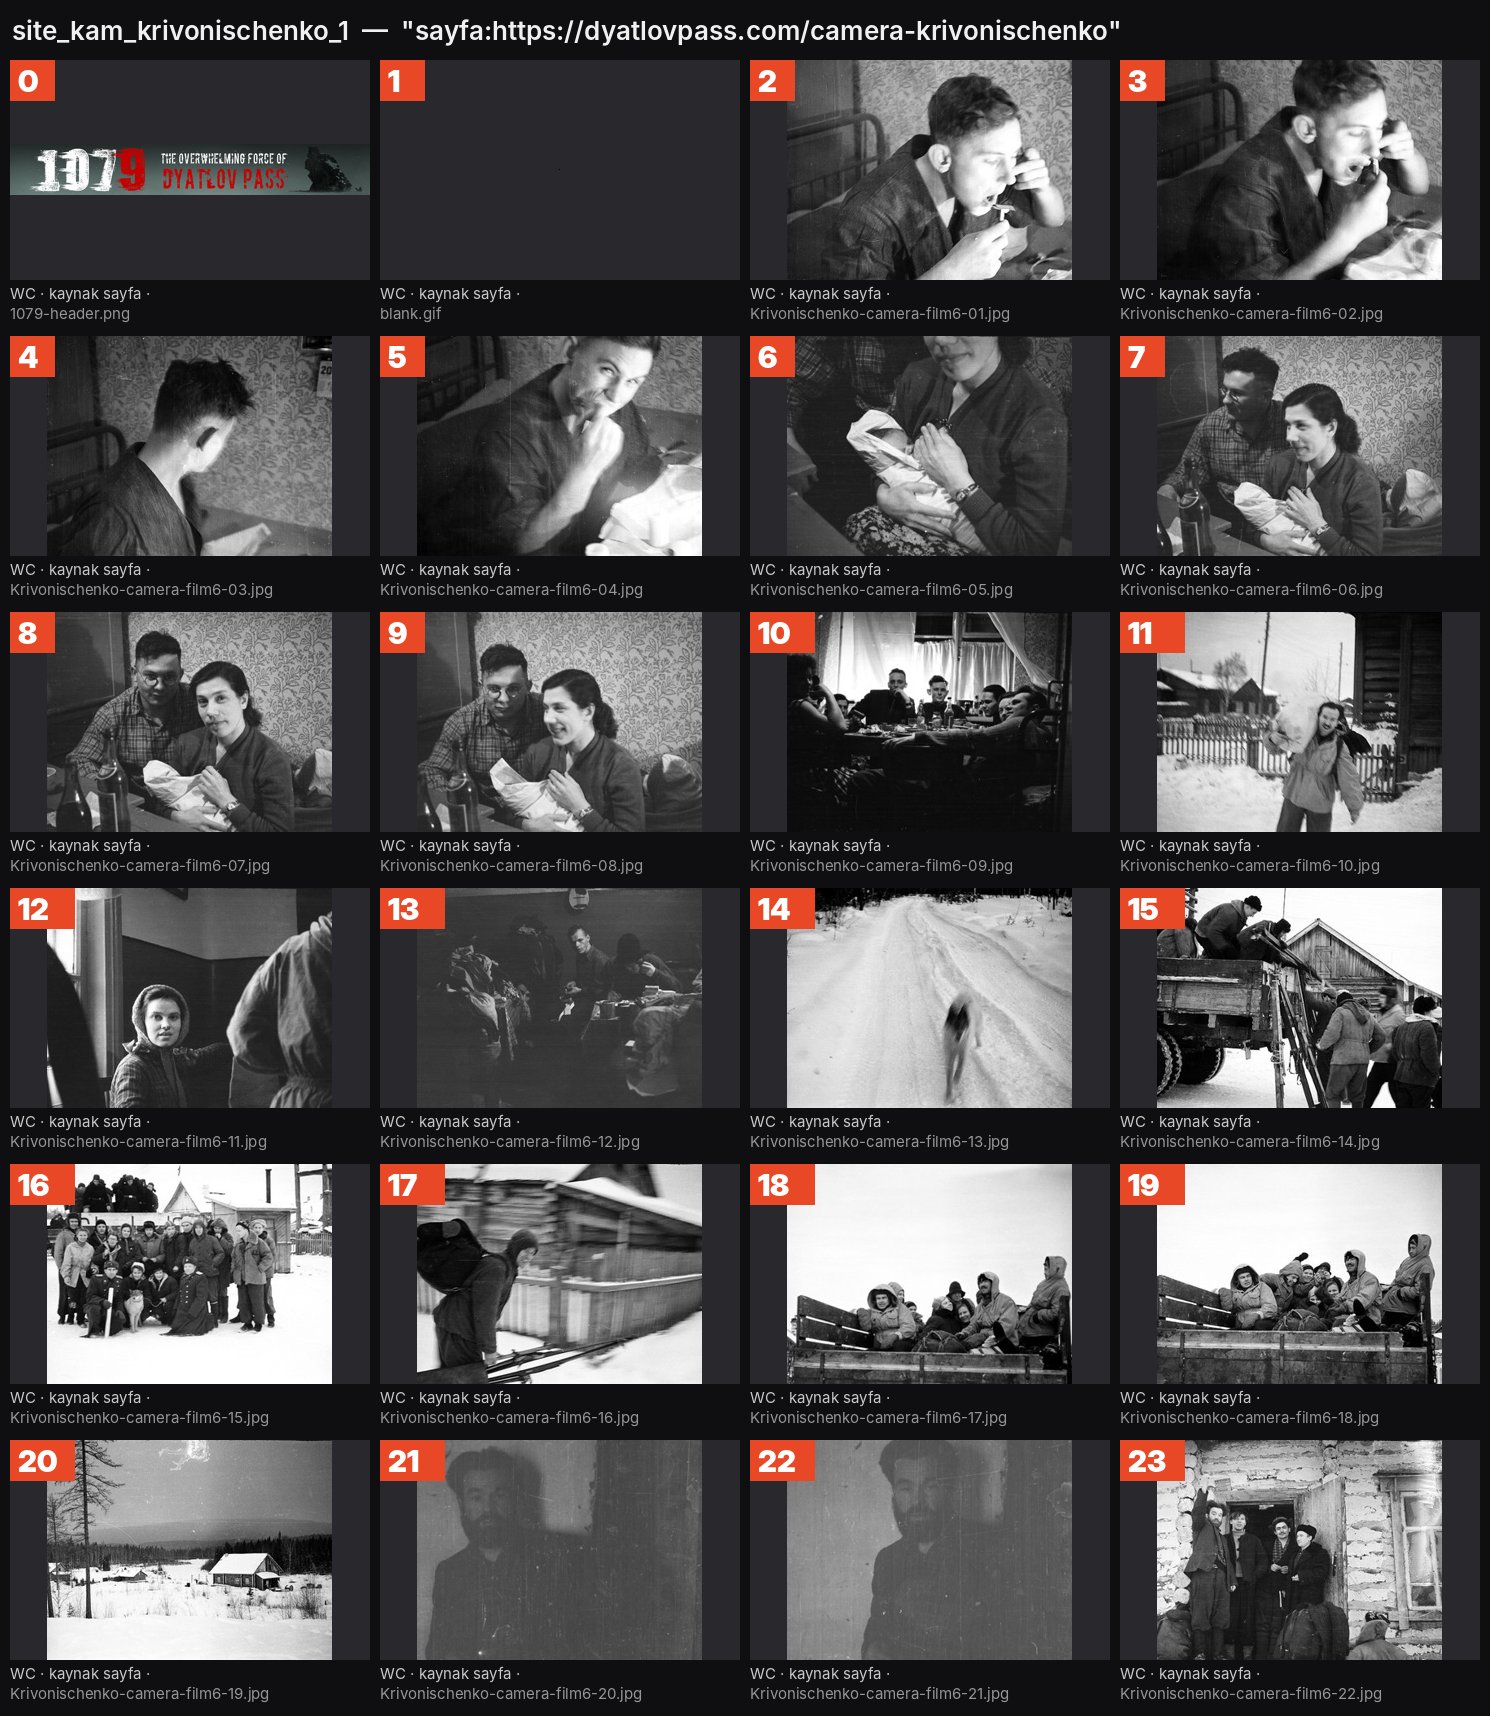 site_kam_krivonischenko_1 — "sayfa:https://dyatlovpass.com/camera-krivonischenko"
0
1079 THE OVERWHELMING FORCE OF
DYATLOV PASS
WC · kaynak sayfa ·
1079-header.png
1
WC · kaynak sayfa ·
blank.gif
2
WC · kaynak sayfa ·
Krivonischenko-camera-film6-01.jpg
3
WC · kaynak sayfa ·
Krivonischenko-camera-film6-02.jpg
4
20
WC · kaynak sayfa ·
Krivonischenko-camera-film6-03.jpg
5
WC · kaynak sayfa ·
Krivonischenko-camera-film6-04.jpg
6
WC · kaynak sayfa ·
Krivonischenko-camera-film6-05.jpg
7
WC · kaynak sayfa ·
Krivonischenko-camera-film6-06.jpg
8
WC · kaynak sayfa ·
Krivonischenko-camera-film6-07.jpg
9
WC · kaynak sayfa ·
Krivonischenko-camera-film6-08.jpg
10
WC · kaynak sayfa ·
Krivonischenko-camera-film6-09.jpg
11
WC · kaynak sayfa ·
Krivonischenko-camera-film6-10.jpg
12
WC · kaynak sayfa ·
Krivonischenko-camera-film6-11.jpg
13
WC · kaynak sayfa ·
Krivonischenko-camera-film6-12.jpg
14
WC · kaynak sayfa ·
Krivonischenko-camera-film6-13.jpg
15
WC · kaynak sayfa ·
Krivonischenko-camera-film6-14.jpg
16
WC · kaynak sayfa ·
Krivonischenko-camera-film6-15.jpg
17
WC · kaynak sayfa ·
Krivonischenko-camera-film6-16.jpg
18
WC · kaynak sayfa ·
Krivonischenko-camera-film6-17.jpg
19
WC · kaynak sayfa ·
Krivonischenko-camera-film6-18.jpg
20
WC · kaynak sayfa ·
Krivonischenko-camera-film6-19.jpg
21
WC · kaynak sayfa ·
Krivonischenko-camera-film6-20.jpg
22
WC · kaynak sayfa ·
Krivonischenko-camera-film6-21.jpg
23
WC · kaynak sayfa ·
Krivonischenko-camera-film6-22.jpg